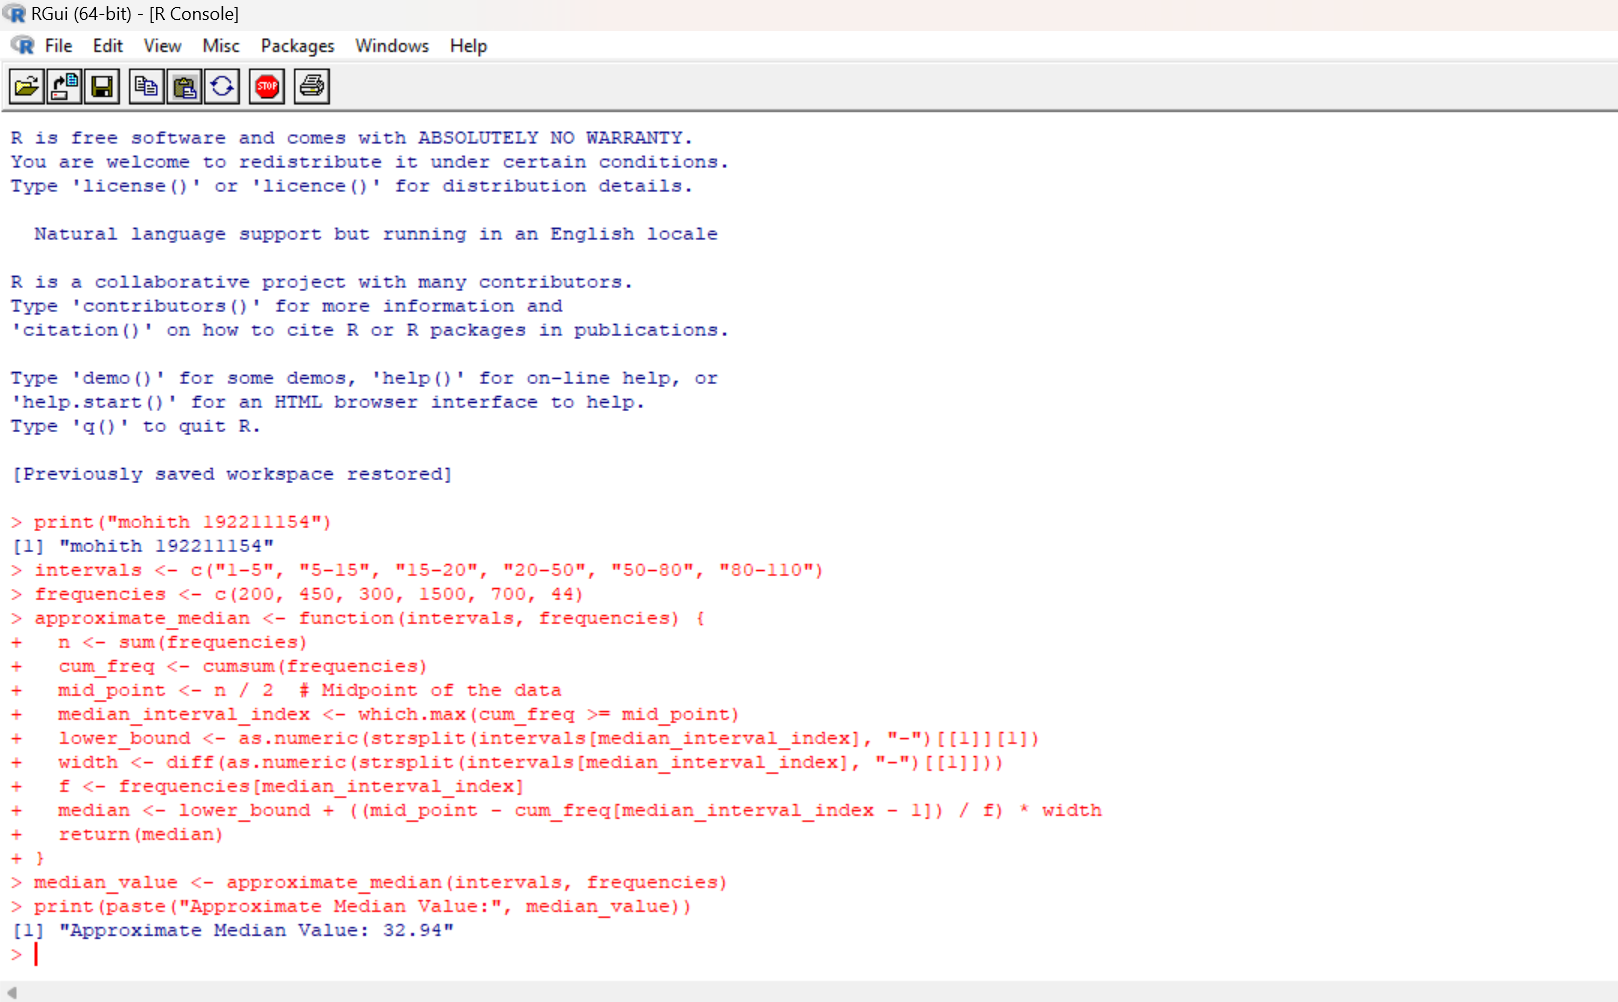 RGui (64-bit) - [R Console]
File Edit View Misc Packages Windows Help
STOP
R is free software and comes with ABSOLUTELY NO WARRANTY.
You are welcome to redistribute it under certain conditions.
Type 'license()' or 'licence()' for distribution details.
  Natural language support but running in an English locale
R is a collaborative project with many contributors.
Type 'contributors()' for more information and
'citation()' on how to cite R or R packages in publications.
Type 'demo()' for some demos, 'help()' for on-line help, or
'help.start()' for an HTML browser interface to help.
Type 'q()' to quit R.
[Previously saved workspace restored]
> print("mohith 192211154")
[1] "mohith 192211154"
> intervals <- c("1-5", "5-15", "15-20", "20-50", "50-80", "80-110")
> frequencies <- c(200, 450, 300, 1500, 700, 44)
> approximate_median <- function(intervals, frequencies) {
+   n <- sum(frequencies)
+   cum_freq <- cumsum(frequencies)
+   mid_point <- n / 2  # Midpoint of the data
+   median_interval_index <- which.max(cum_freq >= mid_point)
+   lower_bound <- as.numeric(strsplit(intervals[median_interval_index], "-")[[1]][1])
+   width <- diff(as.numeric(strsplit(intervals[median_interval_index], "-")[[1]]))
+   f <- frequencies[median_interval_index]
+   median <- lower_bound + ((mid_point - cum_freq[median_interval_index - 1]) / f) * width
+   return(median)
+ }
> median_value <- approximate_median(intervals, frequencies)
> print(paste("Approximate Median Value:", median_value))
[1] "Approximate Median Value: 32.94"
>